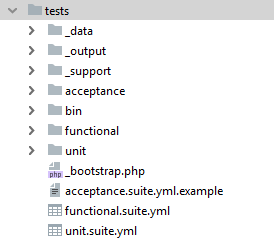 tests
_data
_output
_support
acceptance
bin
functional
unit
php _bootstrap.php
acceptance.suite.yml.example
functional.suite.yml
unit.suite.yml